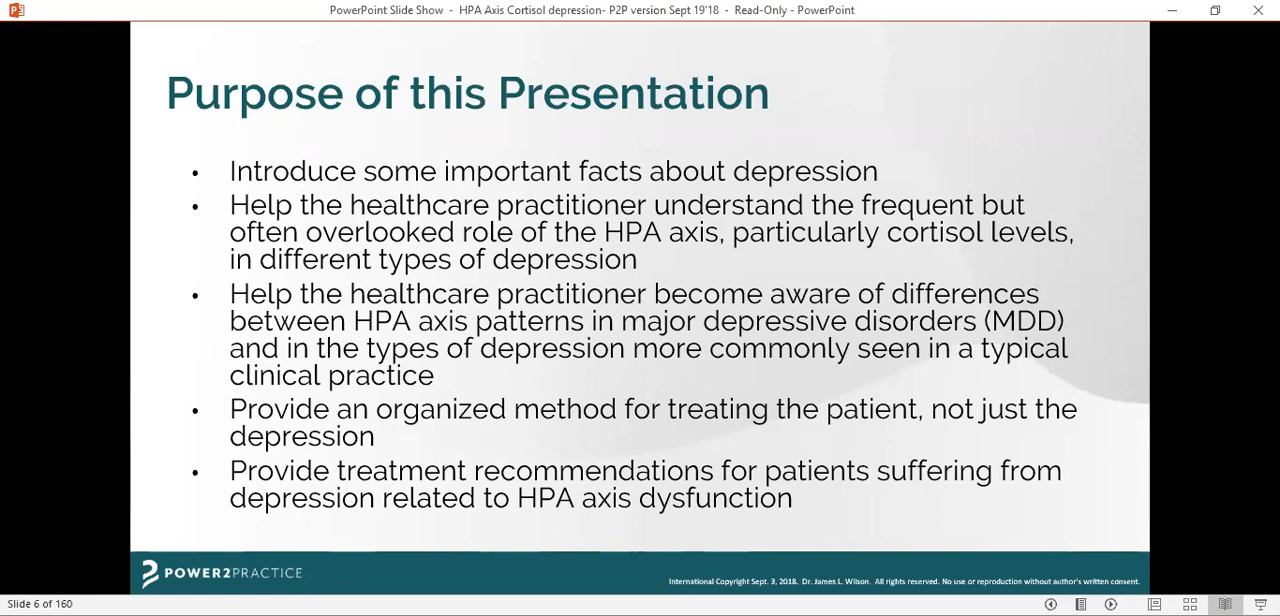 PowerPoint Slide Show - HPA Axis Cortisol depression- P2P version Sept 19'18 - Read-Only - PowerPoint
Purpose of this Presentation
• Introduce some important facts about depression
• Help the healthcare practitioner understand the frequent but
often overlooked role of the HPA axis, particularly cortisol levels,
in different types of depression
• Help the healthcare practitioner become aware of differences
between HPA axis patterns in major depressive disorders (MDD)
and in the types of depression more commonly seen in a typical
clinical practice
• Provide an organized method for treating the patient, not just the
depression
• Provide treatment recommendations for patients suffering from
depression related to HPA axis dysfunction
POWER2PRACTICE
International Copyright Sept. 3, 2018. Dr. James L. Wilson. All rights reserved. No use or reproduction without author's written consent.
Slide 6 of 160